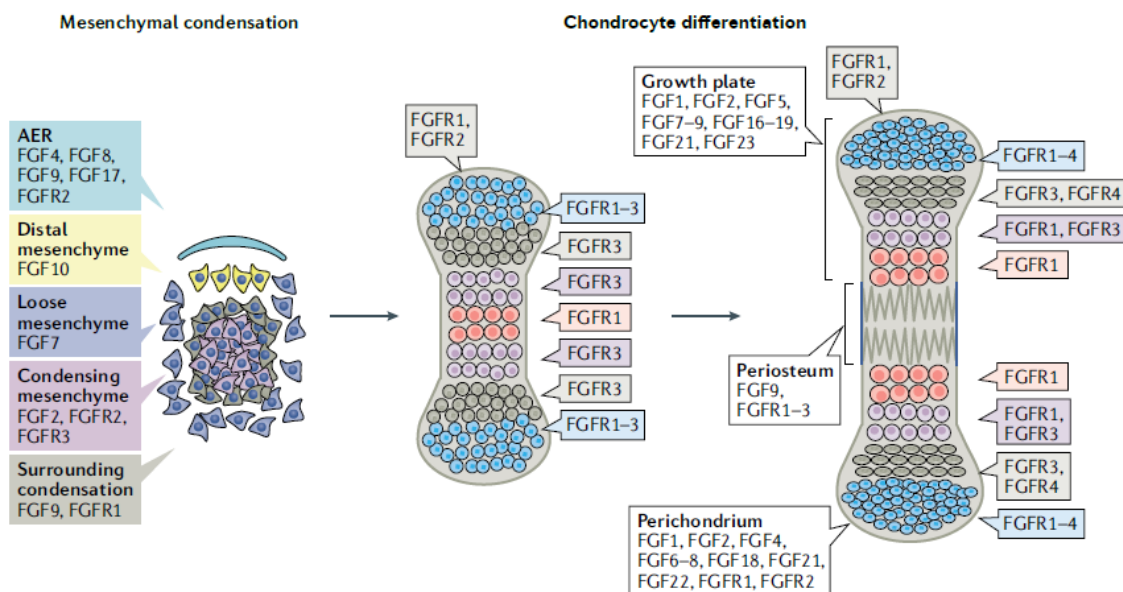 Mesenchymal condensation
Chondrocyte differentiation
AER
FGF4, FGF8,
FGF9, FGF17,
FGFR2
Distal
mesenchyme
FGF10
Loose
mesenchyme
FGF7
Condensing
mesenchyme
FGF2, FGFR2,
FGFR3
Surrounding
condensation
FGF9, FGFR1
FGFR1,
FGFR2
FGFR1–3
FGFR3
FGFR3
FGFR1
FGFR3
FGFR3
FGFR1–3
Growth plate
FGF1, FGF2, FGF5,
FGF7–9, FGF16–19,
FGF21, FGF23
FGFR1,
FGFR2
FGFR1–4
FGFR3, FGFR4
FGFR1, FGFR3
FGFR1
Periosteum
FGF9,
FGFR1–3
FGFR1
FGFR1,
FGFR3
FGFR3,
FGFR4
FGFR1–4
Perichondrium
FGF1, FGF2, FGF4,
FGF6–8, FGF18, FGF21,
FGF22, FGFR1, FGFR2